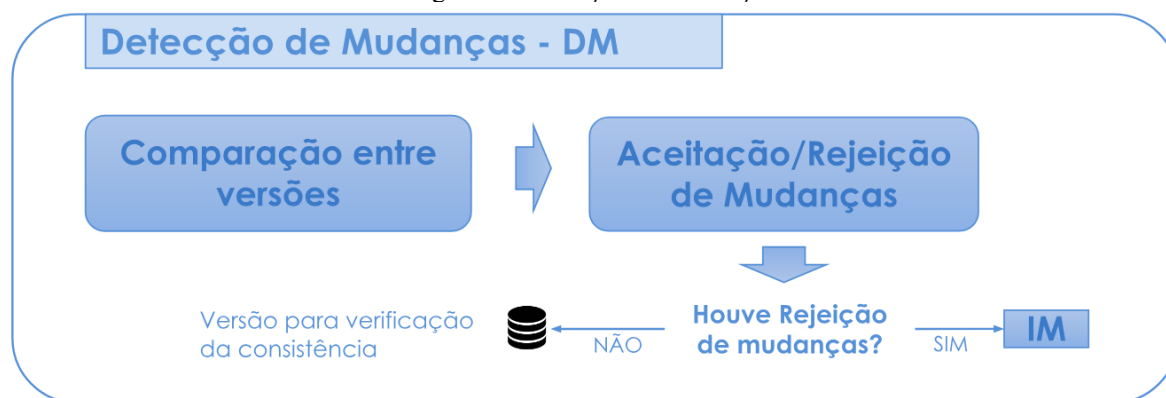 Detecção de Mudanças - DM
Comparação entre
versões
Aceitação/Rejeição
de Mudanças
Versão para verificação
da consistência
NÃO
Houve Rejeição
de mudanças?
SIM
IM